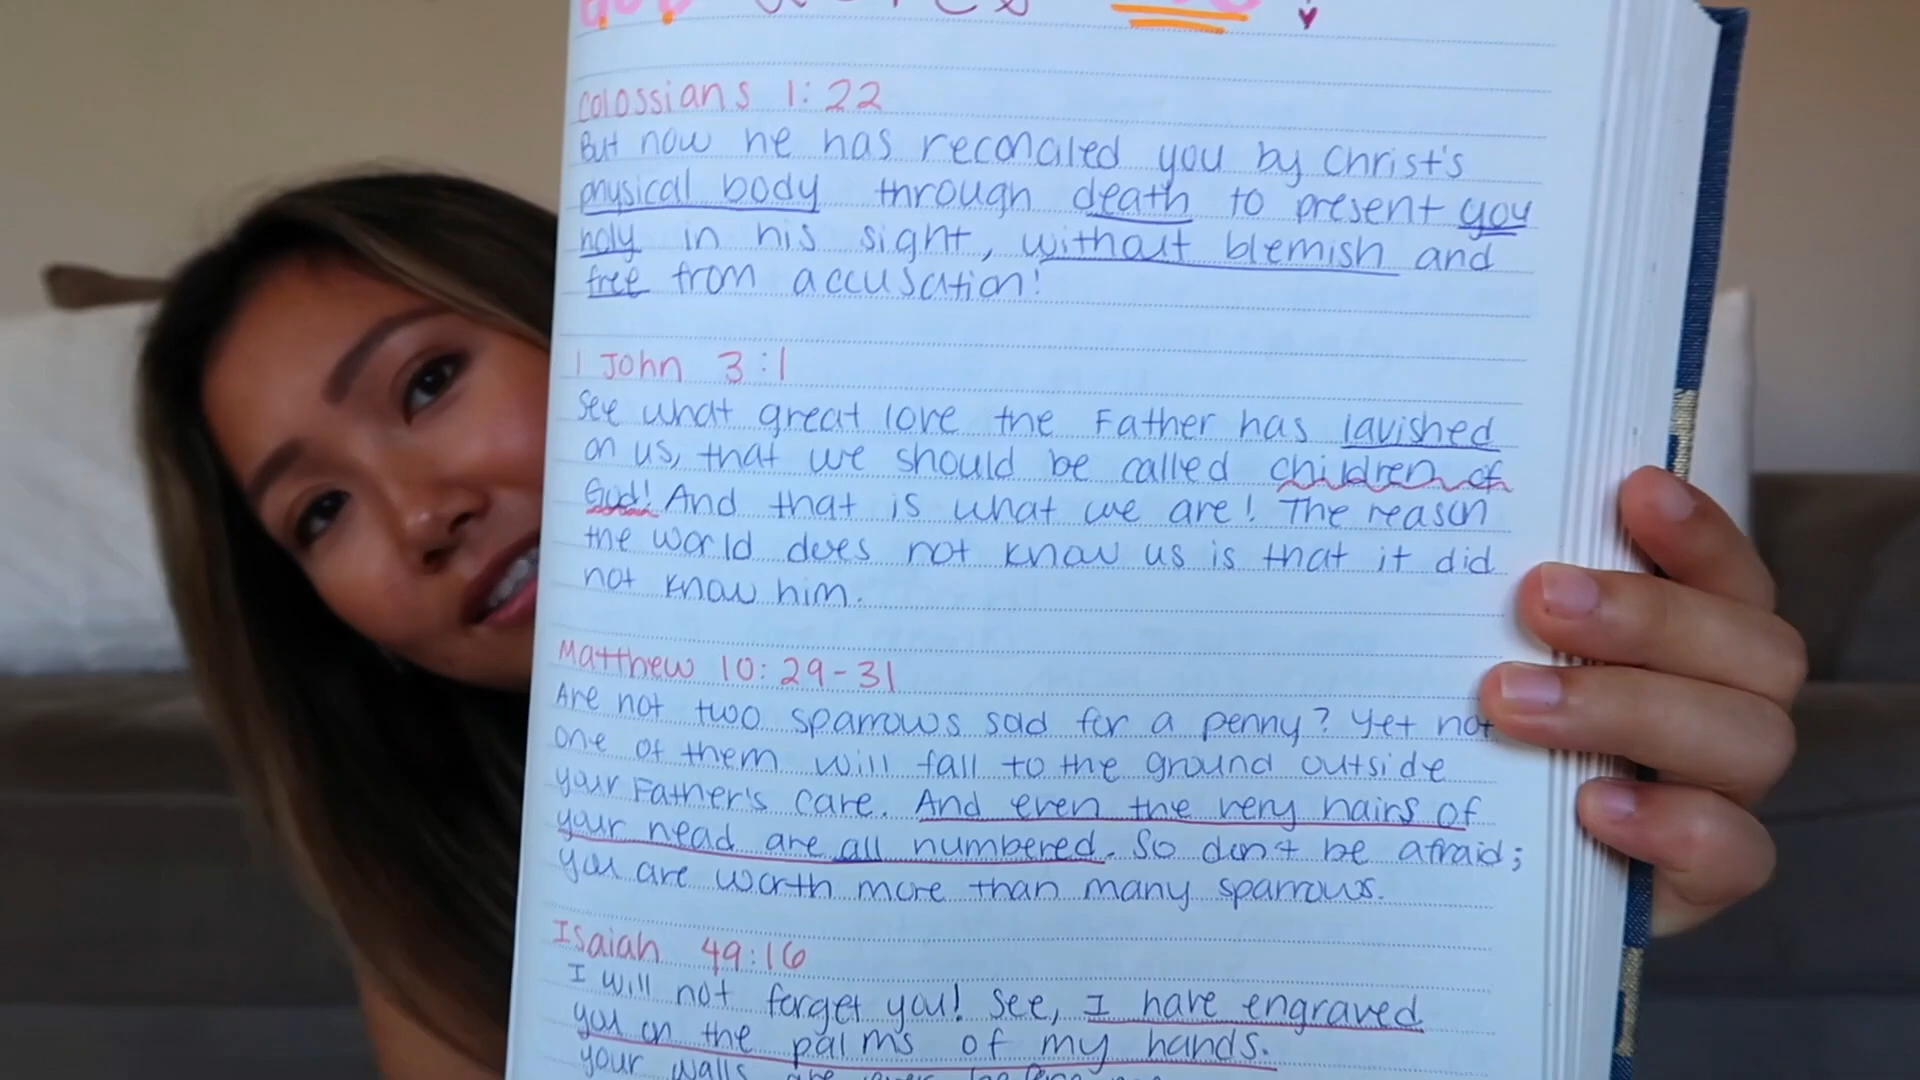 Colossians 1:22
But now he has reconciled you by Christ's
physical body through death to present you
holy in his sight, without blemish and
free from accusation!
1 John 3:1
See what great love the Father has lavished
on us, that we should be called children of
God! And that is what we are! The reason
the world does not know us is that it did
not know him.
Matthew 10:29-31
Are not two sparrows sold for a penny? Yet not
one of them will fall to the ground outside
your Father's care. And even the very hairs of
your head are all numbered. So don't be afraid;
you are worth more than many sparrows.
Isaiah 49:16
I will not forget you! See, I have engraved
you on the palms of my hands.
your walls are